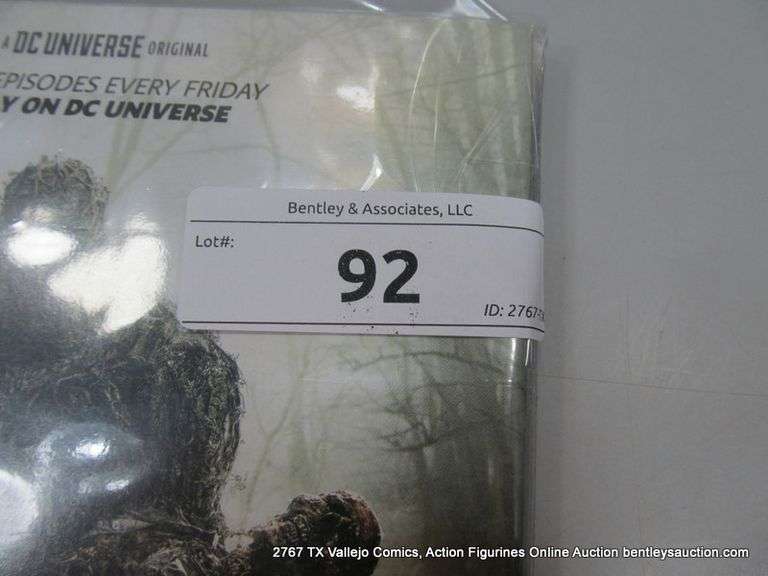 A DC UNIVERSE ORIGINAL
EPISODES EVERY FRIDAY
ON DC UNIVERSE
Bentley & Associates, LLC
Lot#:
92
ID: 2767-
2767 TX Vallejo Comics, Action Figurines Online Auction bentleysauction.com